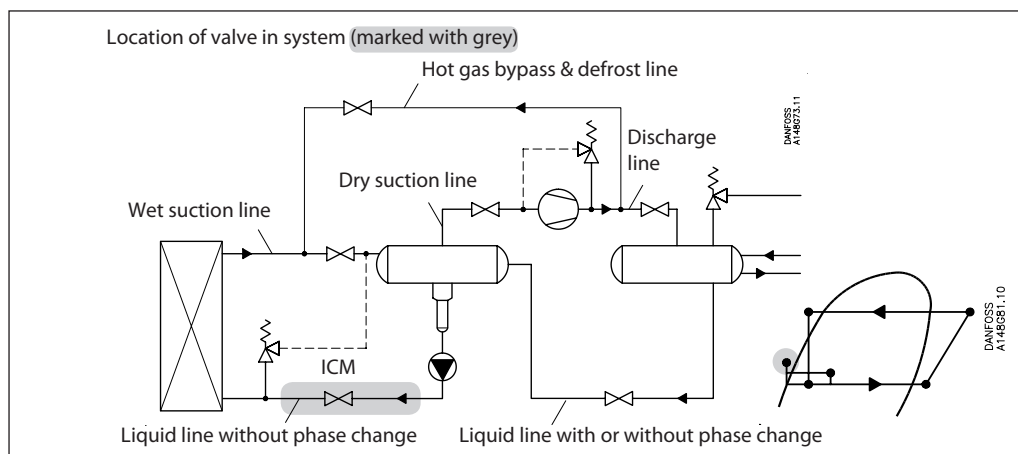 Location of valve in system (marked with grey)
Hot gas bypass & defrost line
DANFOSS
A148G73.11
Discharge
line
Dry suction line
Wet suction line
DANFOSS
A148G81.10
ICM
Liquid line without phase change
Liquid line with or without phase change